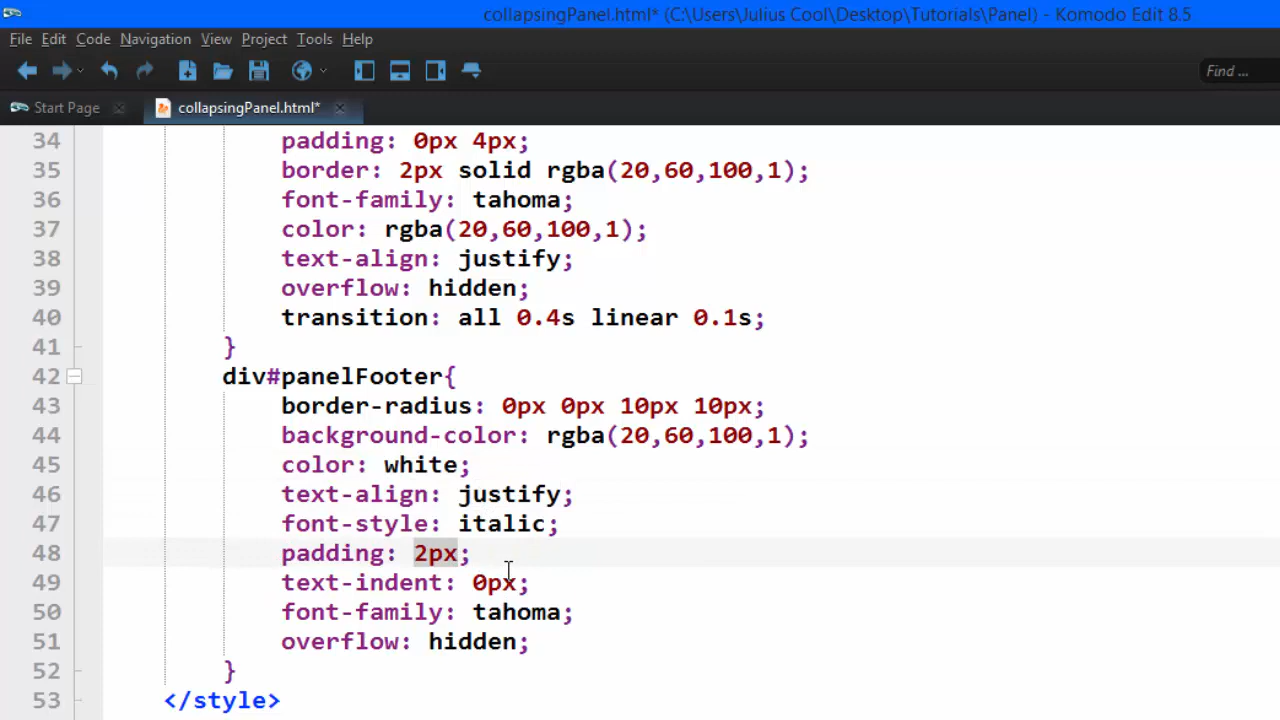 collapsingPanel.html* (C:\Users\Julius Cool\Desktop\Tutorials\Panel) - Komodo Edit 8.5
File Edit Code Navigation View Project Tools Help
Find ...
Start Page collapsingPanel.html*
34 padding: 0px 4px;
35 border: 2px solid rgba(20,60,100,1);
36 font-family: tahoma;
37 color: rgba(20,60,100,1);
38 text-align: justify;
39 overflow: hidden;
40 transition: all 0.4s linear 0.1s;
41 }
42 div#panelFooter{
43 border-radius: 0px 0px 10px 10px;
44 background-color: rgba(20,60,100,1);
45 color: white;
46 text-align: justify;
47 font-style: italic;
48 padding: 2px;
49 text-indent: 0px;
50 font-family: tahoma;
51 overflow: hidden;
52 }
53 </style>